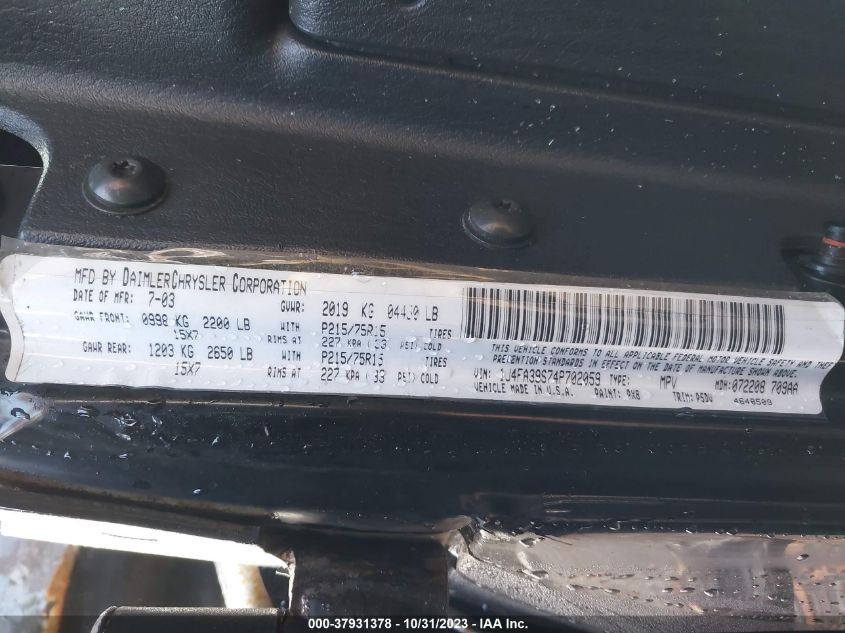 MFD BY DAIMLERCHRYSLER CORPORATION
DATE OF MFR: 7-03 GVWR: 2019 KG 04450 LB
GAWR FRONT: 0998 KG 2200 LB WITH P215/75R15 TIRES
15X7 RIMS AT 227 KPA (33 PSI) COLD
GAWR REAR: 1203 KG 2650 LB WITH P215/75R15 TIRES
15X7 RIMS AT 227 KPA (33 PSI) COLD
THIS VEHICLE CONFORMS TO ALL APPLICABLE FEDERAL MOTOR VEHICLE SAFETY AND THEFT
PREVENTION STANDARDS IN EFFECT ON THE DATE OF MANUFACTURE SHOWN ABOVE.
VIN: 1J4FA39S74P702059 TYPE: MPV MDH: 072208 709AA
VEHICLE MADE IN U.S.A. PAINT: PX8 TRIM: P5DV 4648509
000-37931378 - 10/31/2023 - IAA Inc.